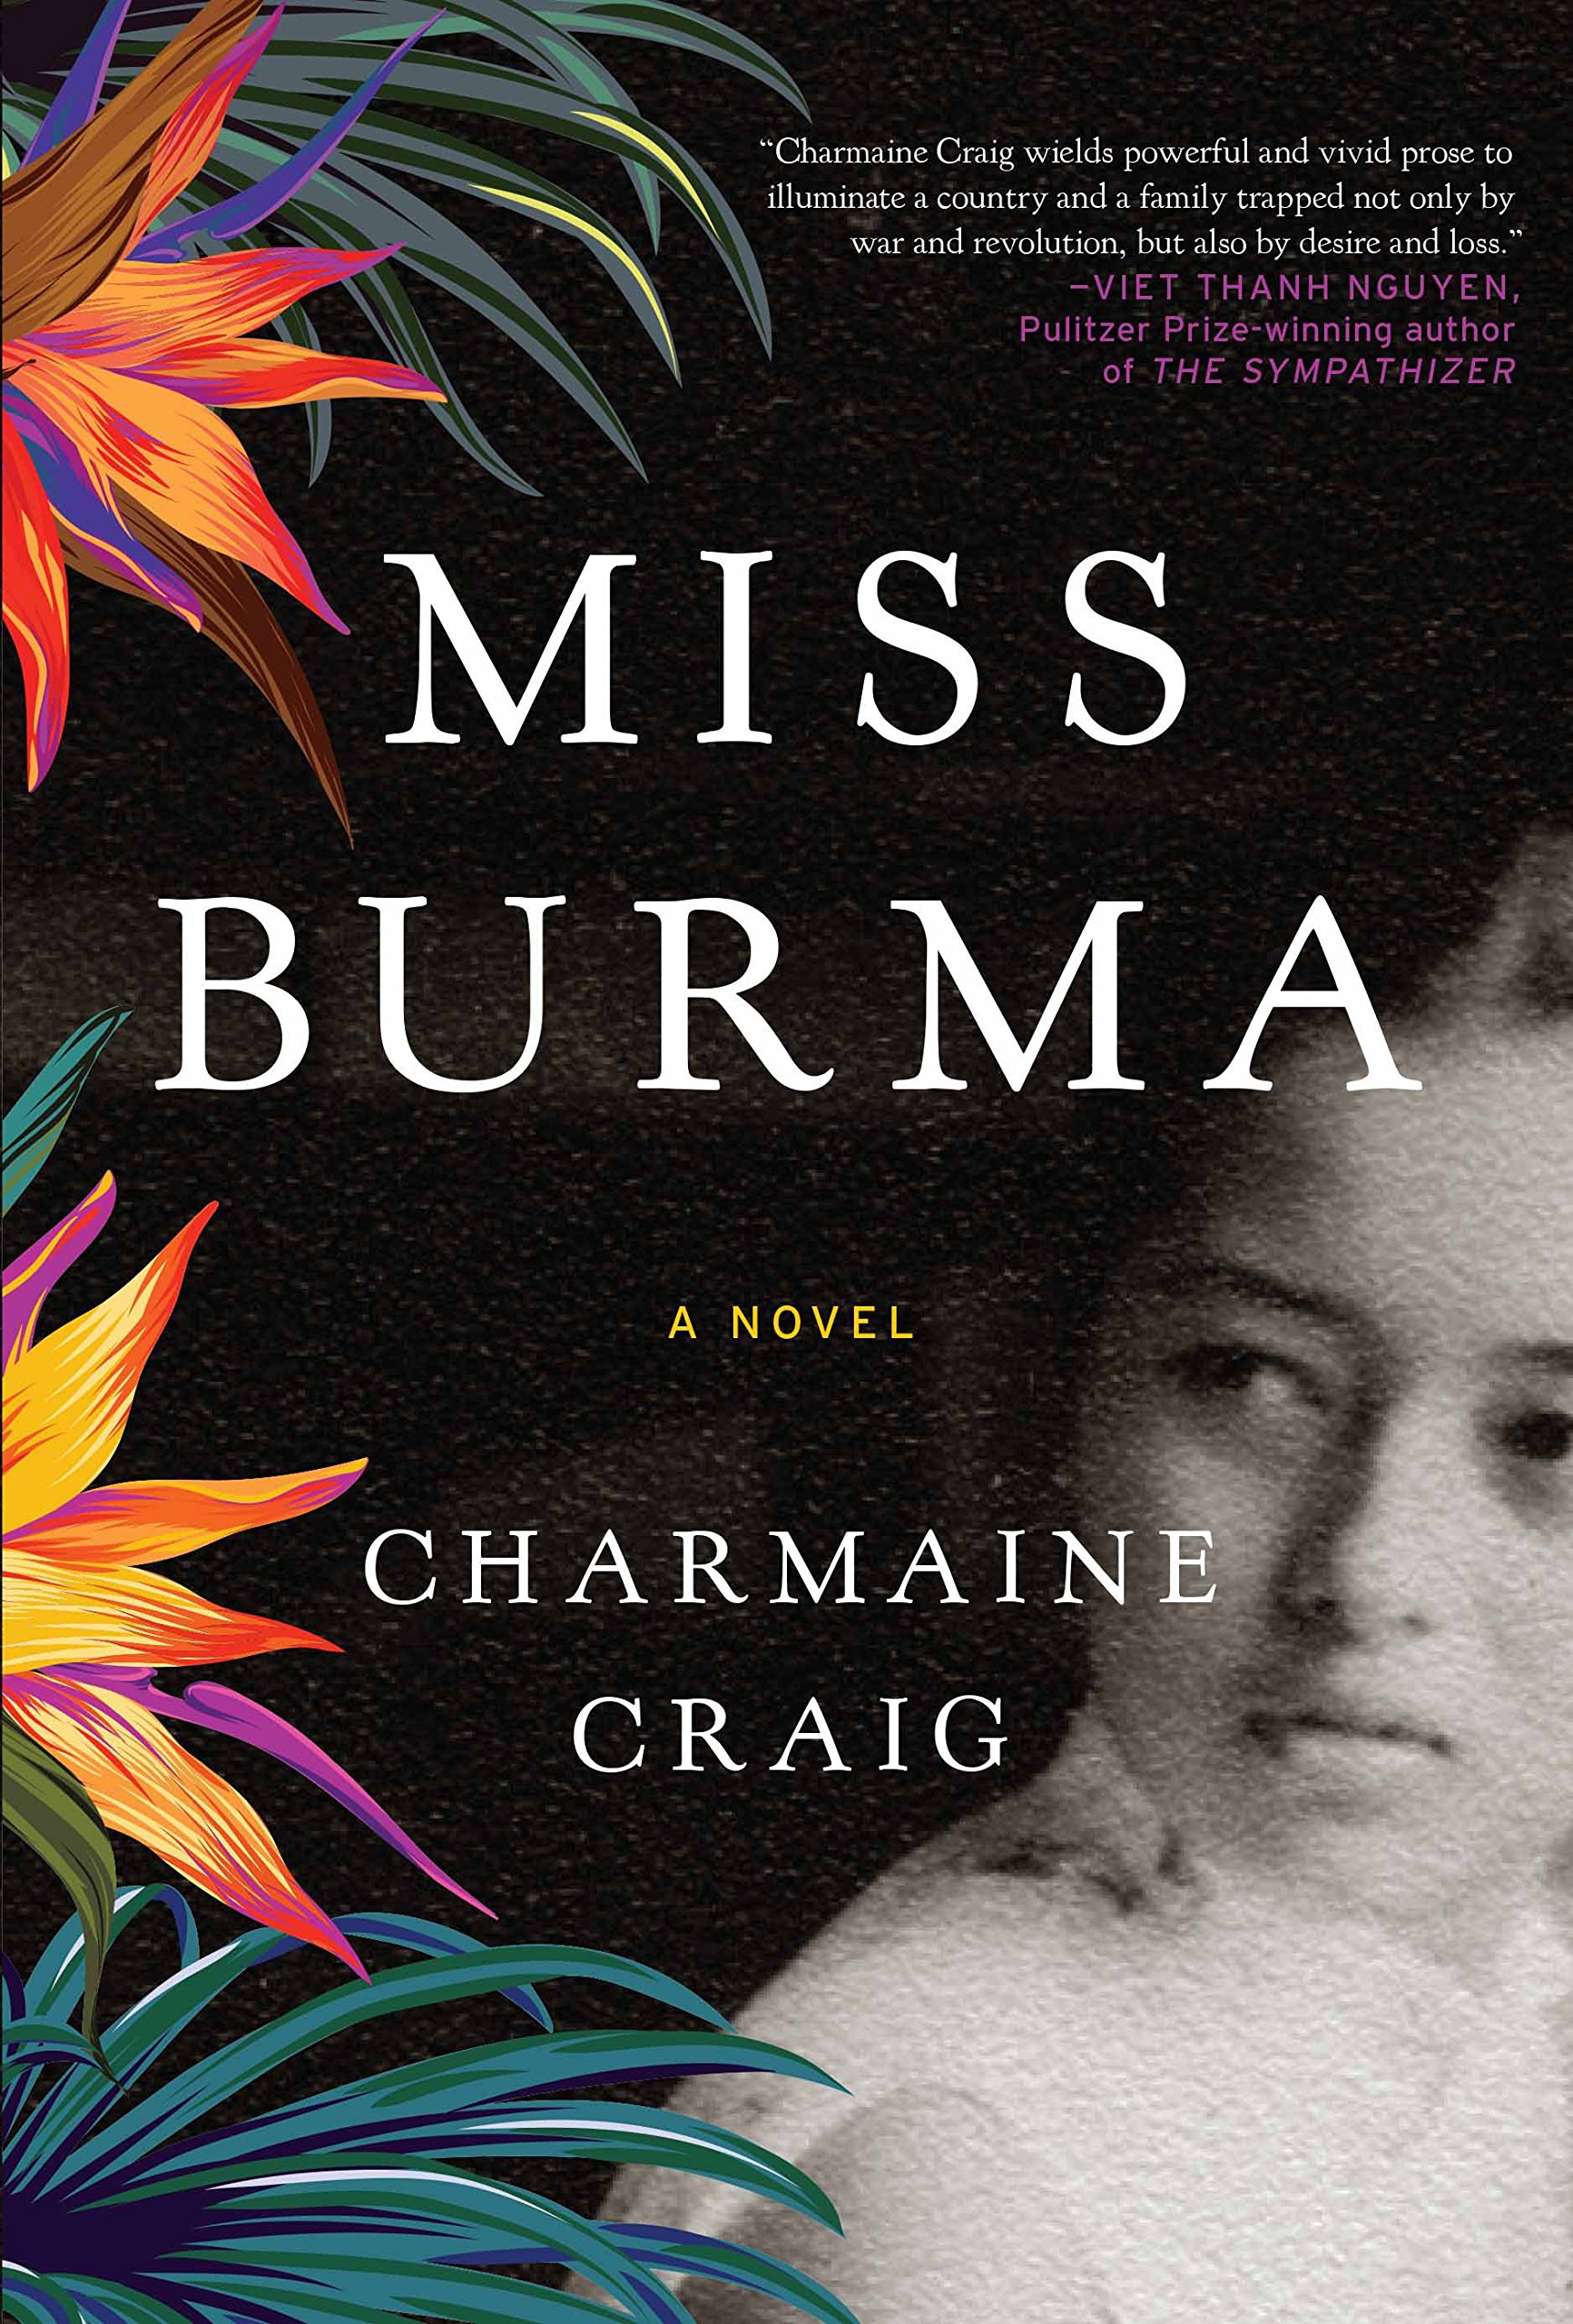 “Charmaine Craig wields powerful and vivid prose to
illuminate a country and a family trapped not only by
war and revolution, but also by desire and loss.”
–VIET THANH NGUYEN,
Pulitzer Prize-winning author
of THE SYMPATHIZER
MISS
BURMA
A NOVEL
CHARMAINE
CRAIG